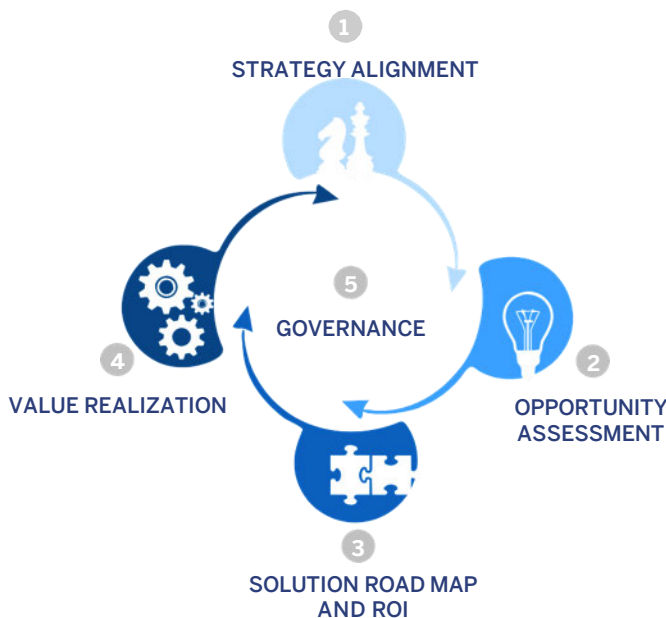 1
STRATEGY ALIGNMENT
5
GOVERNANCE
4
VALUE REALIZATION
2
OPPORTUNITY
ASSESSMENT
3
SOLUTION ROAD MAP
AND ROI